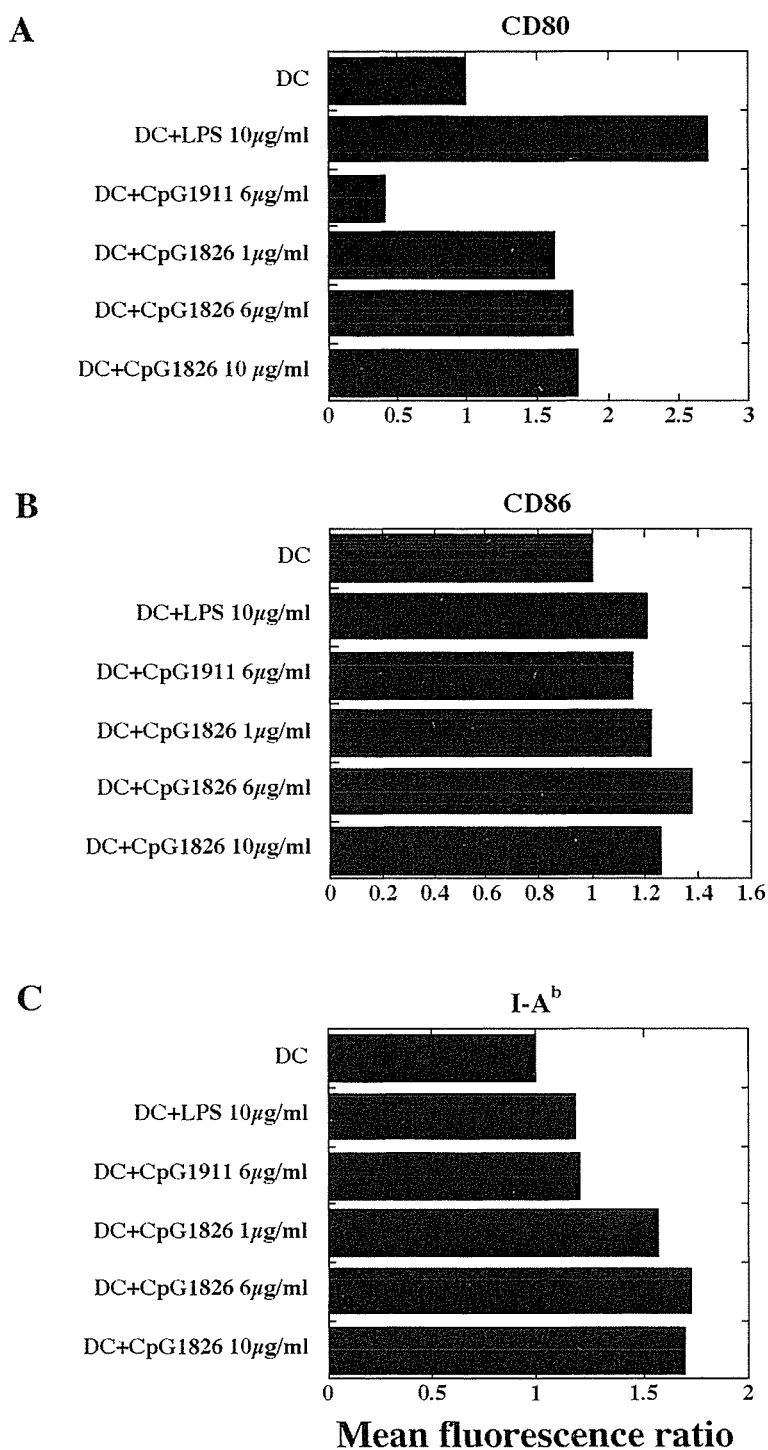 A
CD80
DC
DC+LPS 10µg/ml
DC+CpG1911 6µg/ml
DC+CpG1826 1µg/ml
DC+CpG1826 6µg/ml
DC+CpG1826 10 µg/ml
0 0.5 1 1.5 2 2.5 3
B
CD86
DC
DC+LPS 10µg/ml
DC+CpG1911 6µg/ml
DC+CpG1826 1µg/ml
DC+CpG1826 6µg/ml
DC+CpG1826 10µg/ml
0 0.2 0.4 0.6 0.8 1 1.2 1.4 1.6
C
I-Aᵇ
DC
DC+LPS 10µg/ml
DC+CpG1911 6µg/ml
DC+CpG1826 1µg/ml
DC+CpG1826 6µg/ml
DC+CpG1826 10µg/ml
0 0.5 1 1.5 2
Mean fluorescence ratio